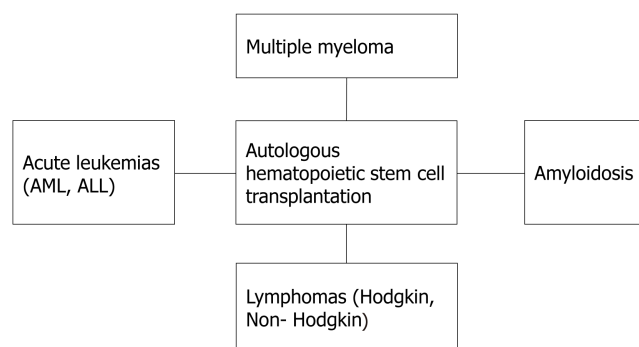 Multiple myeloma
Acute leukemias
(AML, ALL)
Autologous
hematopoietic stem cell
transplantation
Amyloidosis
Lymphomas (Hodgkin,
Non- Hodgkin)